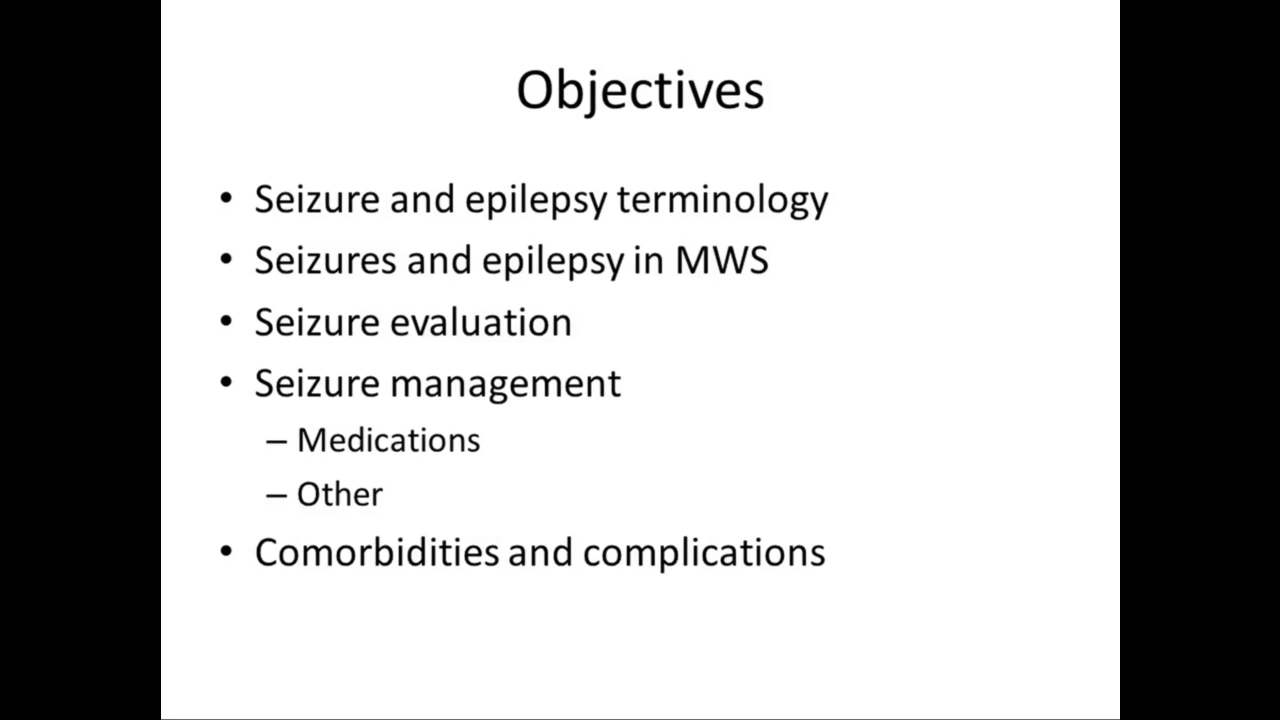 Objectives
• Seizure and epilepsy terminology
• Seizures and epilepsy in MWS
• Seizure evaluation
• Seizure management
– Medications
– Other
• Comorbidities and complications